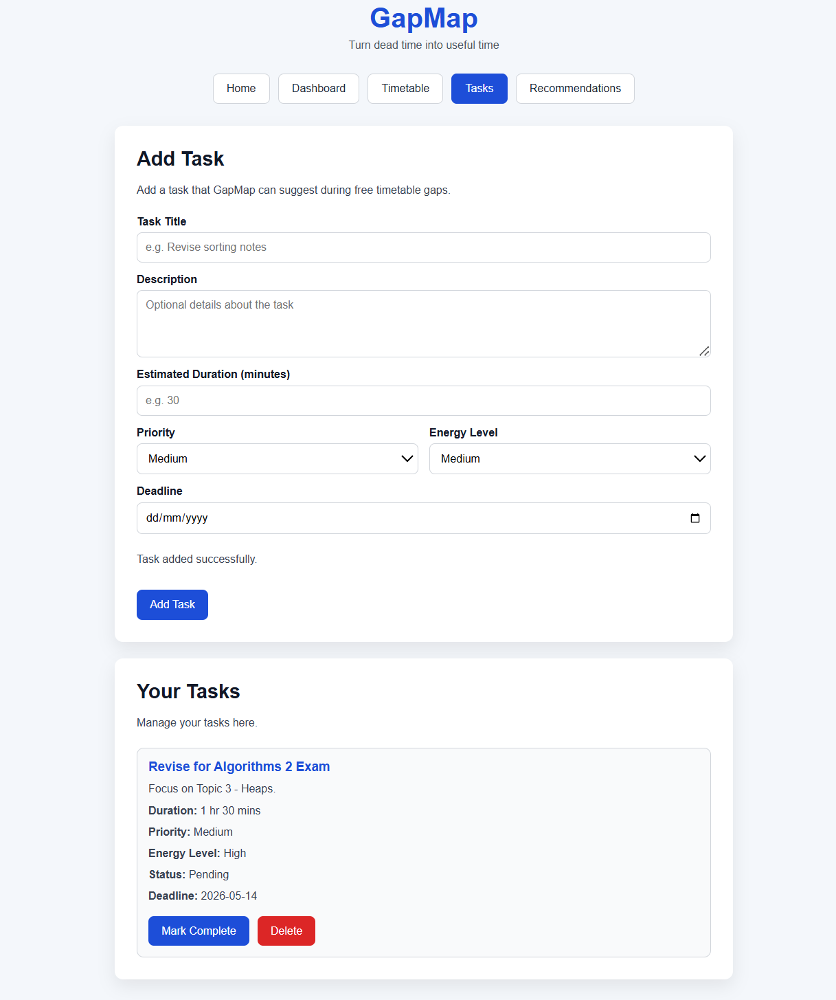 GapMap
Turn dead time into useful time
Home Dashboard Timetable Tasks Recommendations
Add Task
Add a task that GapMap can suggest during free timetable gaps.
Task Title
e.g. Revise sorting notes
Description
Optional details about the task
Estimated Duration (minutes)
e.g. 30
Priority Energy Level
Medium Medium
Deadline
dd/mm/yyyy
Task added successfully.
Add Task
Your Tasks
Manage your tasks here.
Revise for Algorithms 2 Exam
Focus on Topic 3 - Heaps.
Duration: 1 hr 30 mins
Priority: Medium
Energy Level: High
Status: Pending
Deadline: 2026-05-14
Mark Complete Delete